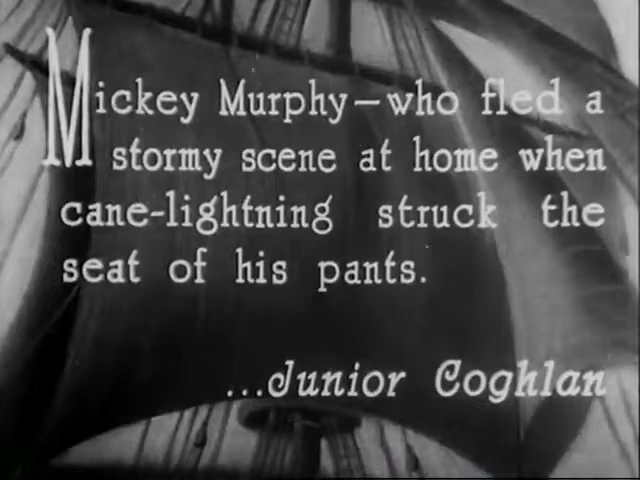 Mickey Murphy—who fled a
stormy scene at home when
cane-lightning struck the
seat of his pants.
...Junior Coghlan